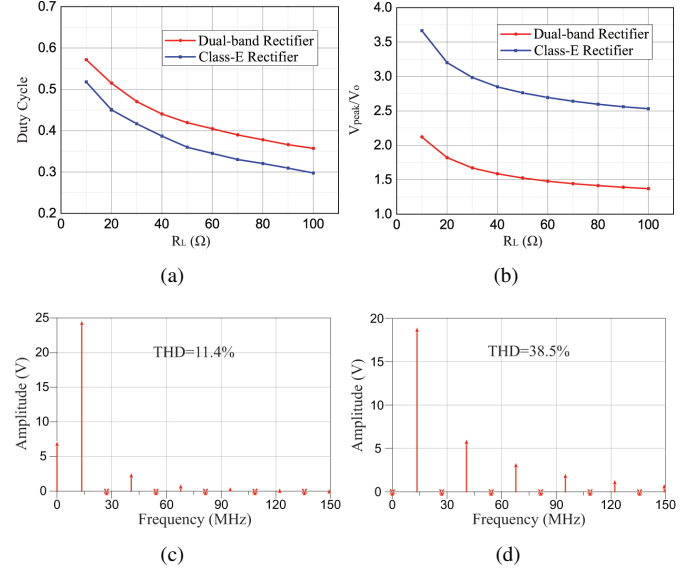 0.7
0.6
0.5
0.4
0.3
0.2
Duty Cycle
Dual-band Rectifier
Class-E Rectifier
0 20 40 60 80 100
RL (Ω)
(a)
4.0
3.5
3.0
2.5
2.0
1.5
1.0
Vpeak/Vo
Class-E Rectifier
Dual-band Rectifier
0 20 40 60 80 100
RL (Ω)
(b)
25
20
15
10
5
0
Amplitude (V)
THD=11.4%
0 30 60 90 120 150
Frequency (MHz)
(c)
20
15
10
5
0
Amplitude (V)
THD=38.5%
0 30 60 90 120 150
Frequency (MHz)
(d)